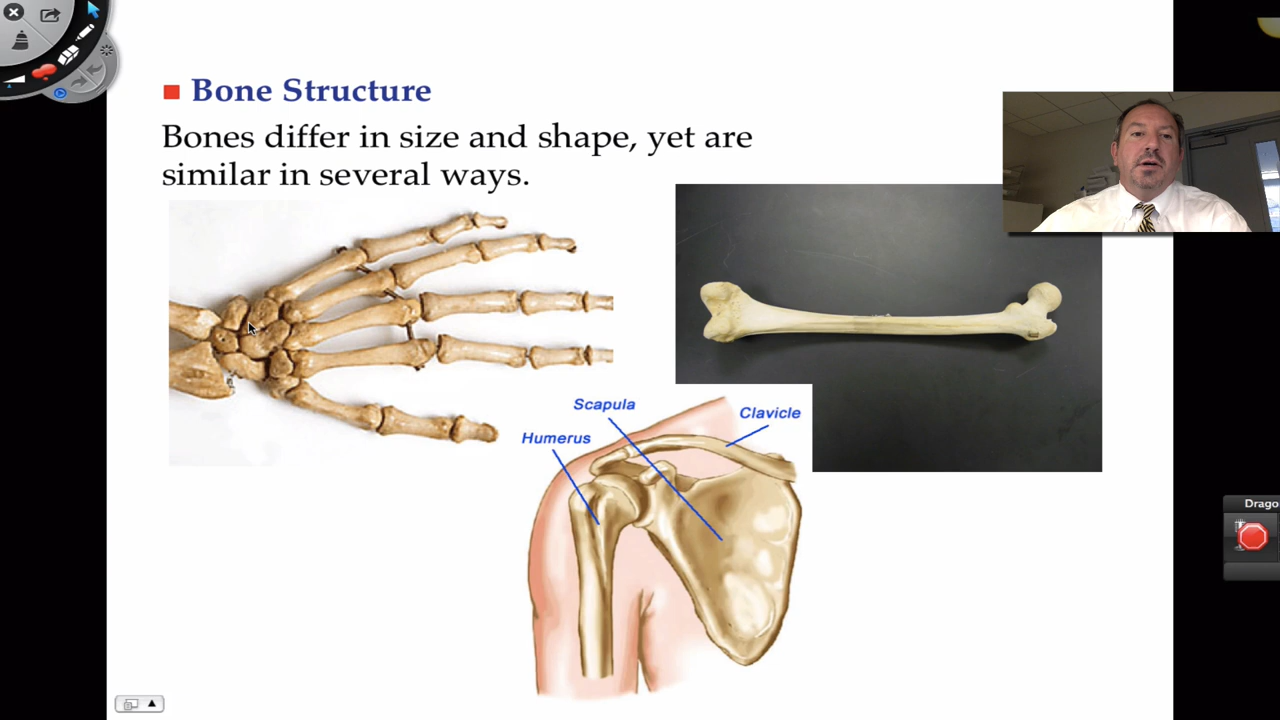 Bone Structure
Bones differ in size and shape, yet are
similar in several ways.
Scapula
Clavicle
Humerus
Drago